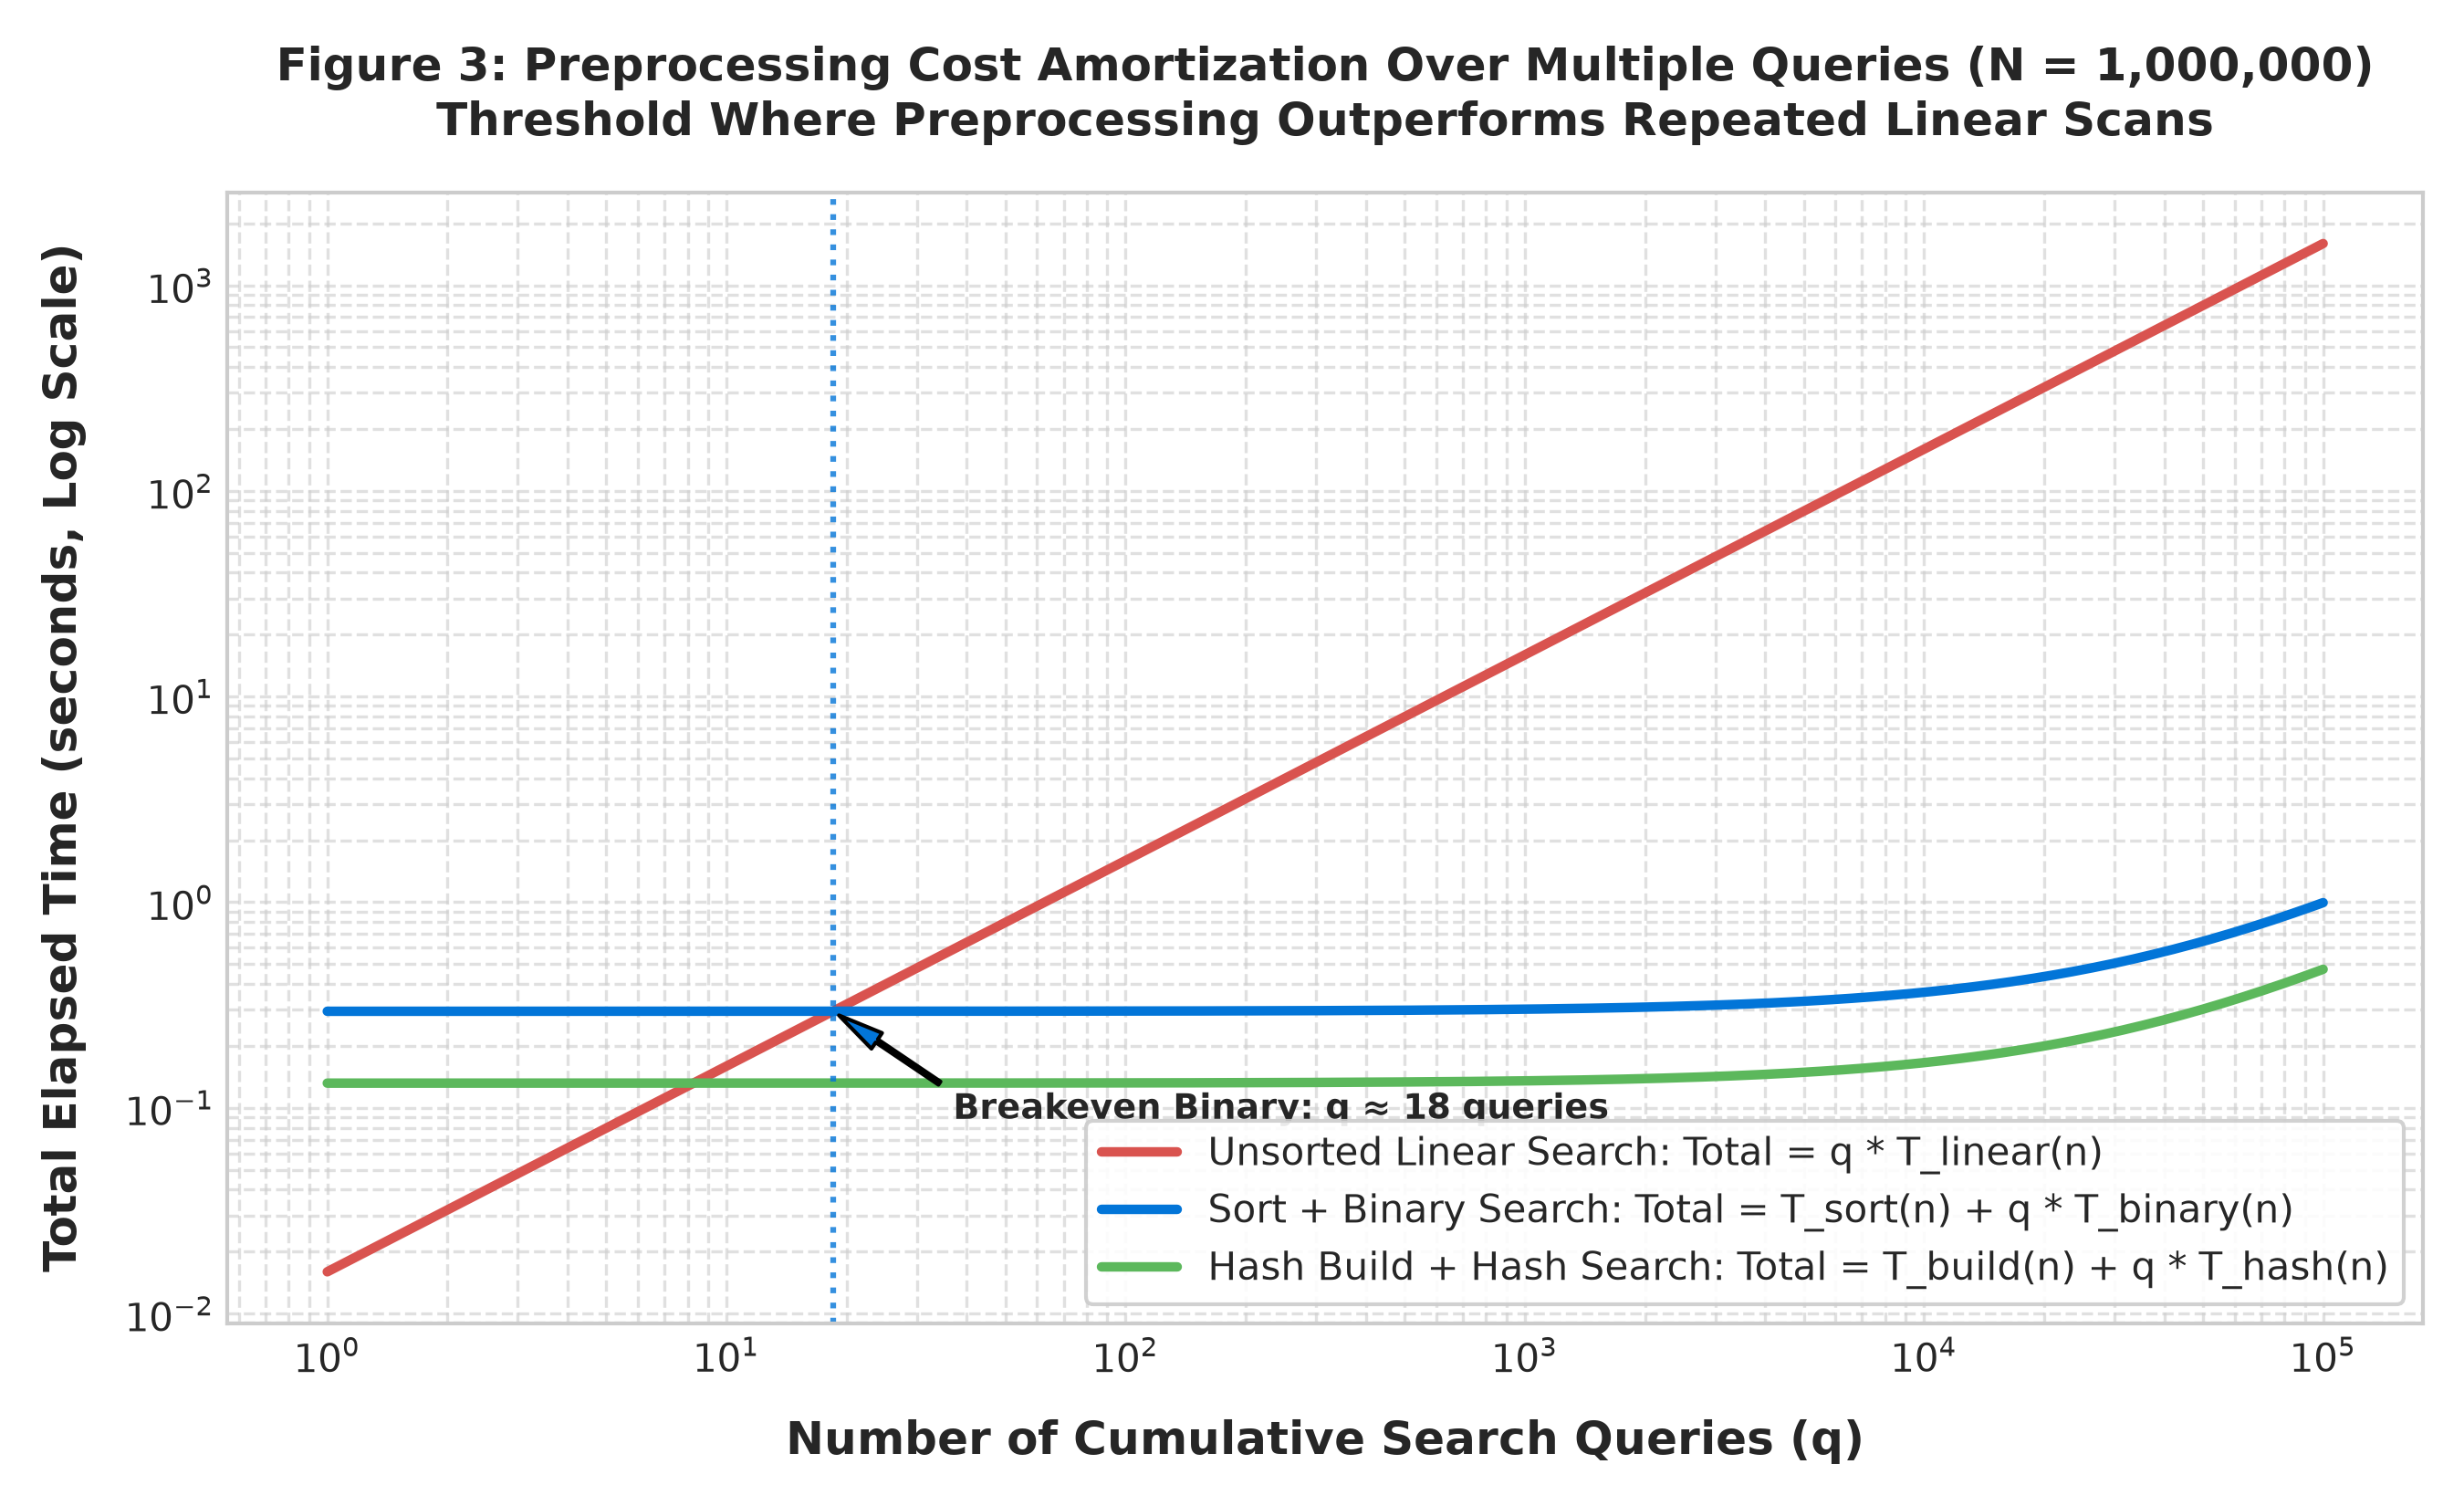 Figure 3: Preprocessing Cost Amortization Over Multiple Queries (N = 1,000,000)
Threshold Where Preprocessing Outperforms Repeated Linear Scans
Total Elapsed Time (seconds, Log Scale)
10³
10²
10¹
10⁰
10⁻¹
10⁻²
Breakeven Binary: q ≈ 18 queries
Unsorted Linear Search: Total = q * T_linear(n)
Sort + Binary Search: Total = T_sort(n) + q * T_binary(n)
Hash Build + Hash Search: Total = T_build(n) + q * T_hash(n)
10⁰ 10¹ 10² 10³ 10⁴ 10⁵
Number of Cumulative Search Queries (q)